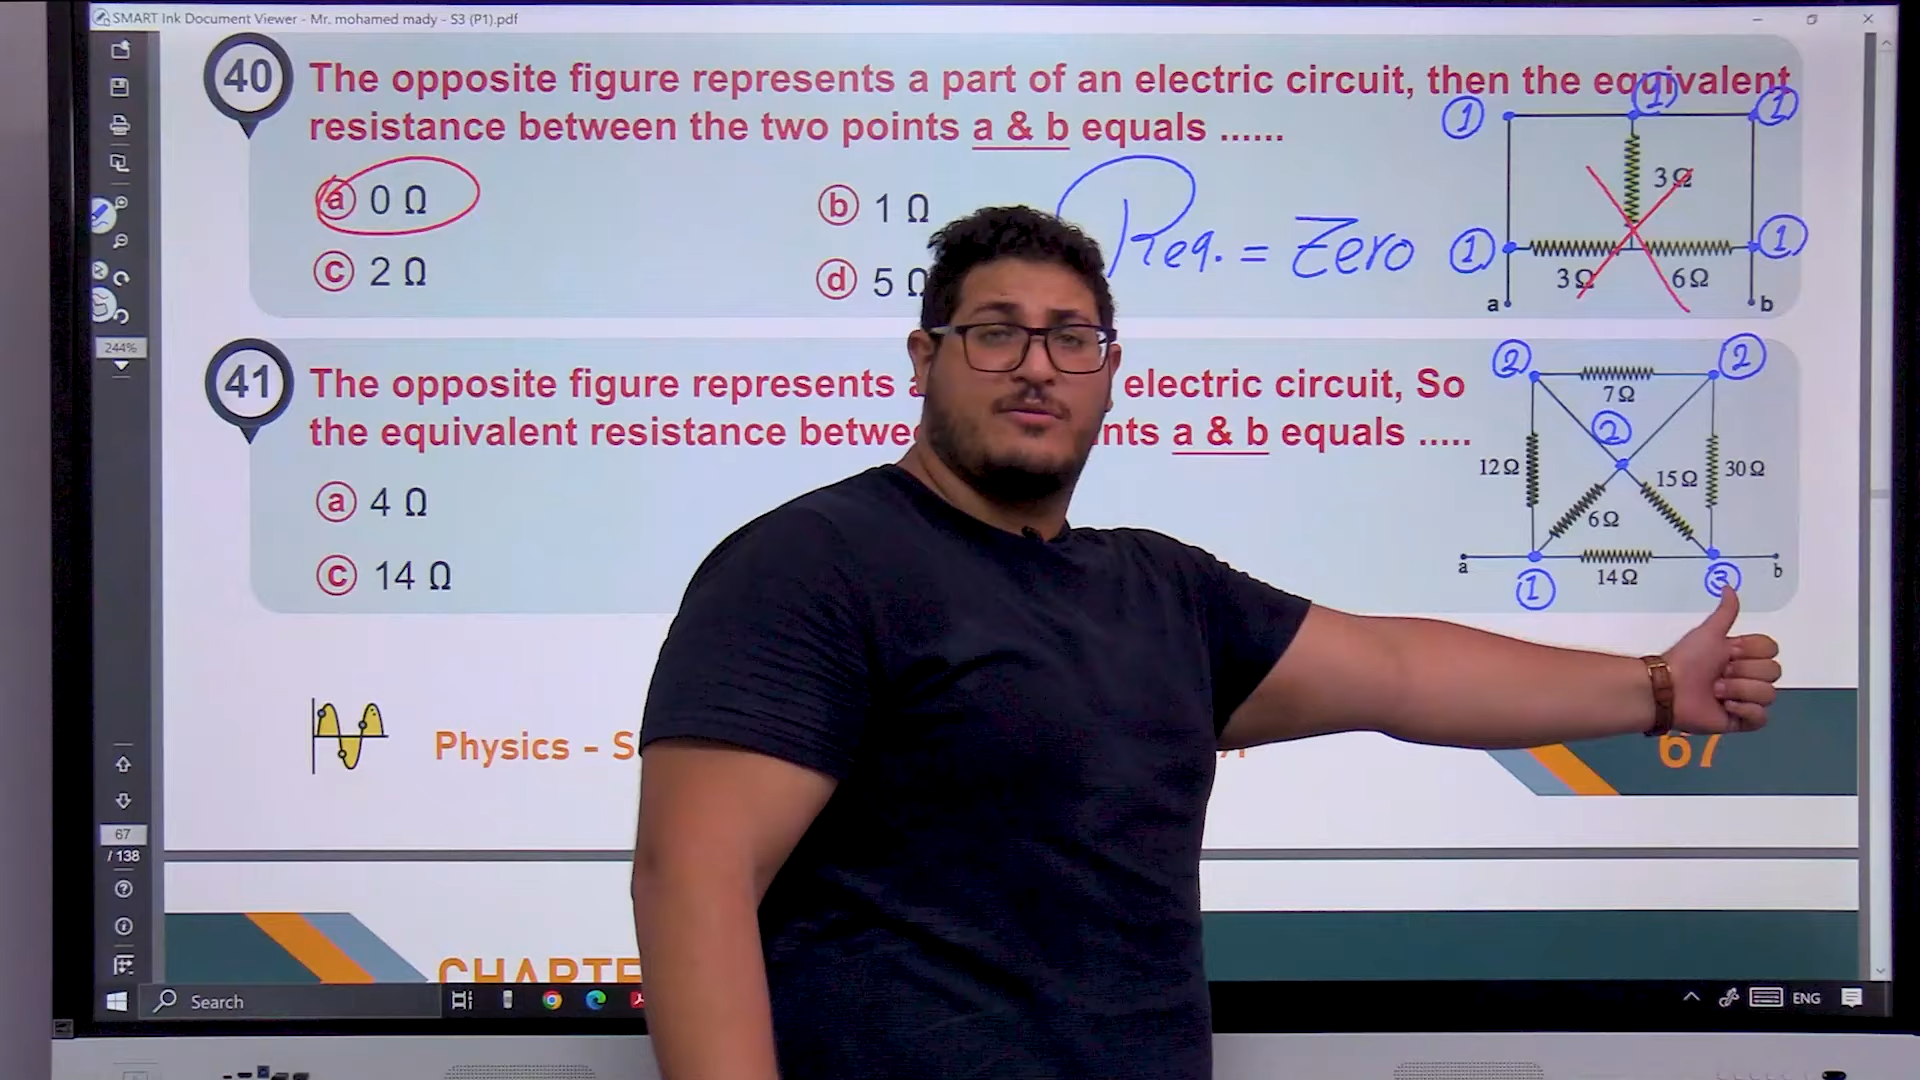 SMART Ink Document Viewer - Mr. mohamed mady - S3 (P1).pdf
40
The opposite figure represents a part of an electric circuit, then the equivalent
resistance between the two points a & b equals ......
a 0 Ω
b 1 Ω
c 2 Ω
d 5 Ω
Req. = Zero
1
1
1
1
1
3Ω
3Ω
6Ω
a
b
41
The opposite figure represents electric circuit, So
the equivalent resistance a & b equals .....
a 4 Ω
c 14 Ω
2
2
7Ω
2
12Ω
15Ω
30Ω
6Ω
a
14Ω
b
1
3
Physics -
67
244%
67
/ 138
Search
ENG